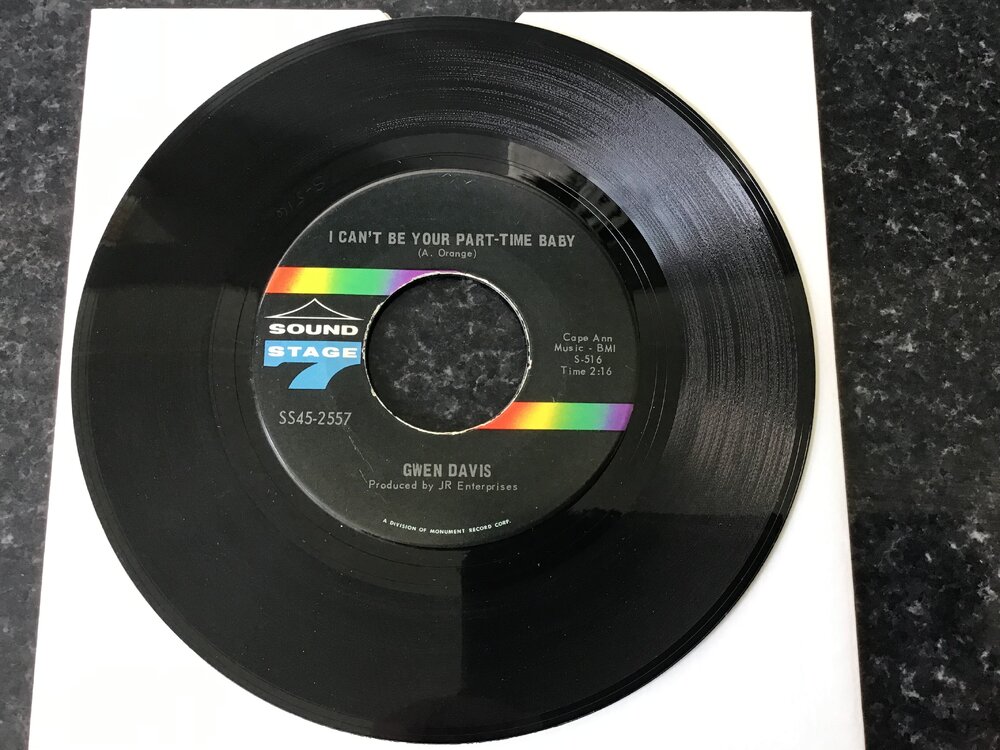 I CAN'T BE YOUR PART-TIME BABY
(A. Orange)
SOUND
STAGE
7
Cape Ann
Music - BMI
S-516
Time 2:16
SS45-2557
GWEN DAVIS
Produced by JR Enterprises
A DIVISION OF MONUMENT RECORD CORP.